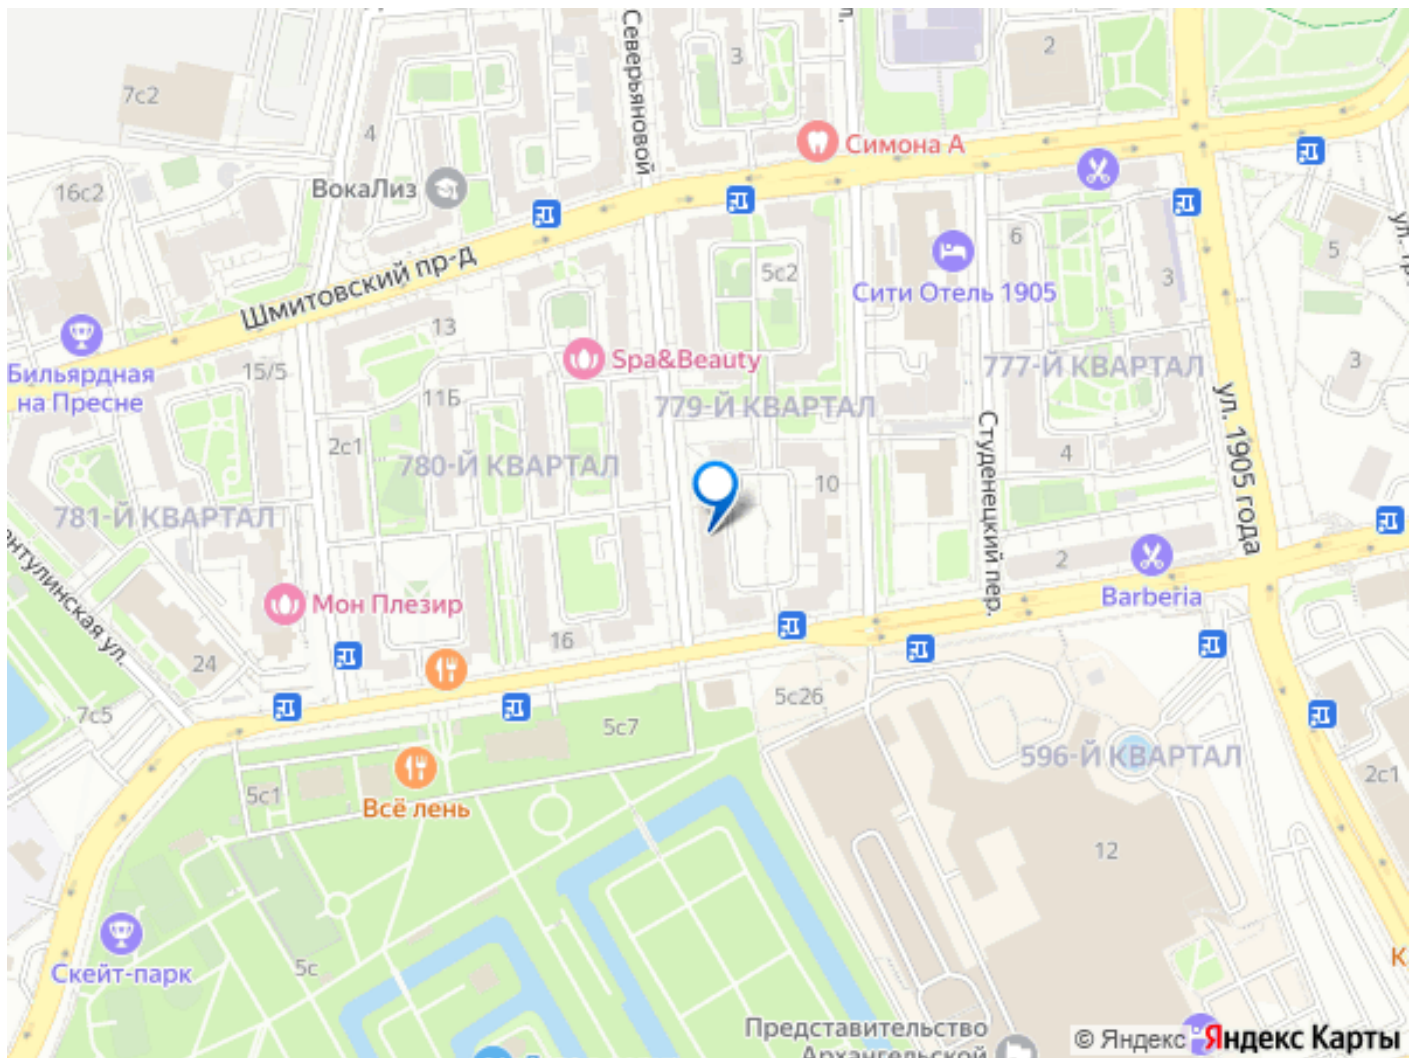 Северьяновой
ул.
3
2
7с2
4
Симона А
ВокаЛиз
16с2
6
5
5с2
3
Сити Отель 1905
Шмитовский пр-д
13
Spa&Beauty
Бильярдная
на Пресне
15/5
11Б
777-Й КВАРТАЛ
3
779-Й КВАРТАЛ
ул. 1905 года
2с1
780-Й КВАРТАЛ
Студенецкий пер.
4
10
781-Й КВАРТАЛ
2
Barberia
Мон Плезир
16
24
7с5
5с26
5с7
596-Й КВАРТАЛ
2с1
5с1
Всё лень
12
Скейт-парк
5с
Представительство
Архангельской
© Яндекс Яндекс Карты